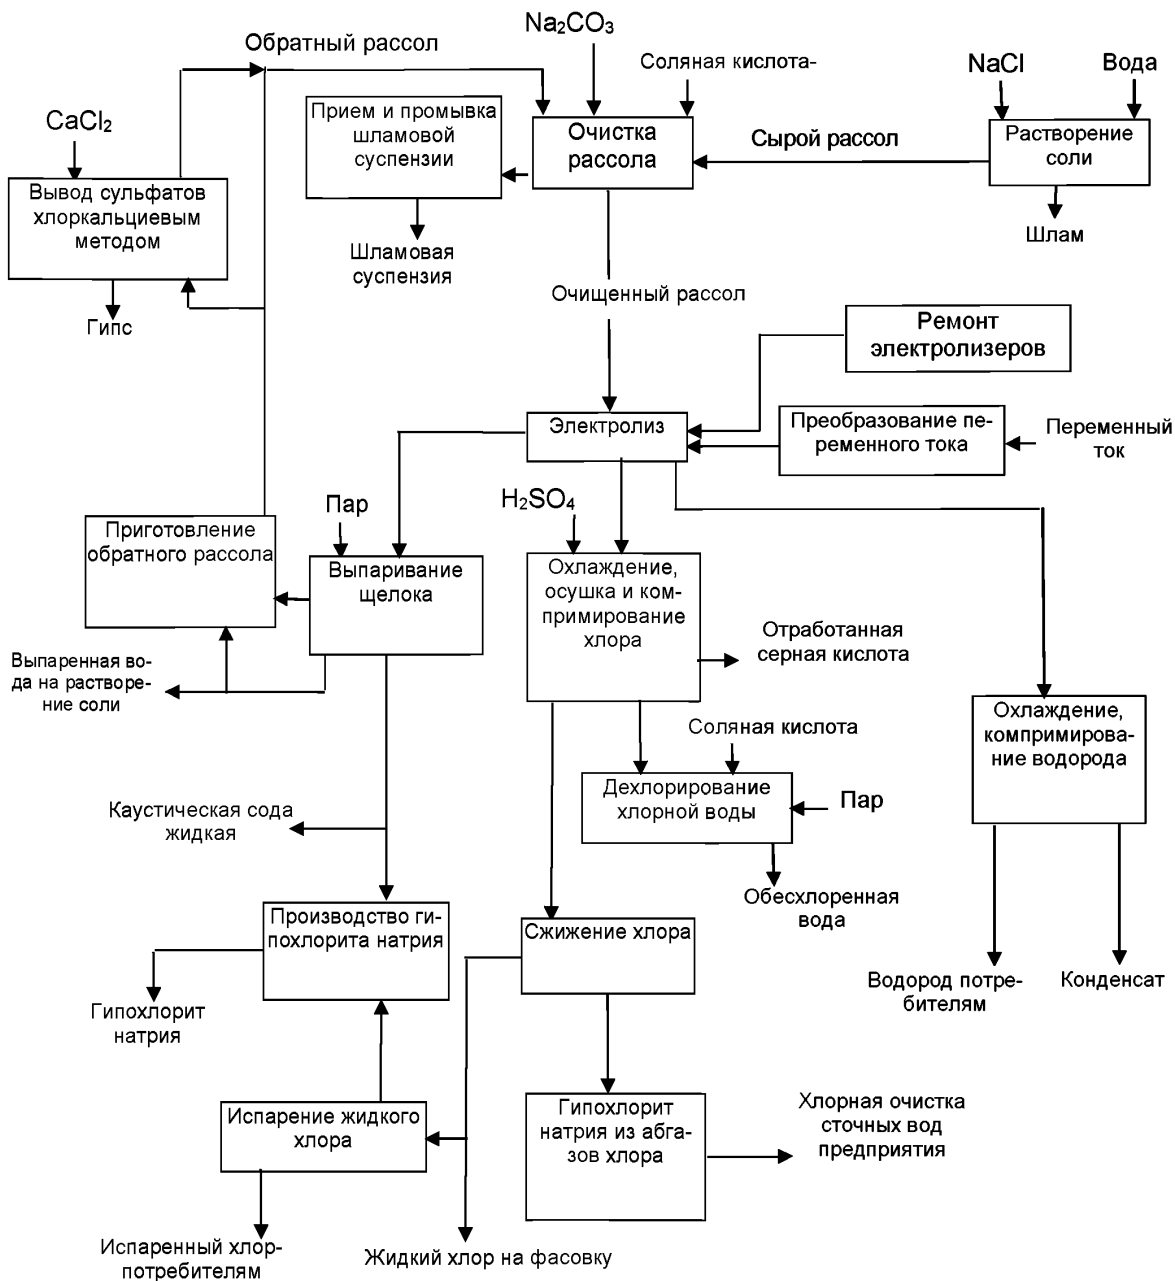 Na₂CO₃
Обратный рассол
Соляная кислота-
NaCl
Вода
CaCl₂
Прием и промывка
шламовой
суспензии
Очистка
рассола
Сырой рассол
Растворение
соли
Вывод сульфатов
хлоркальциевым
методом
Шлам
Шламовая
суспензия
Очищенный рассол
Гипс
Ремонт
электролизеров
Электролиз
Преобразование пе-
ременного тока
Переменный
ток
Пар
H₂SO₄
Приготовление
обратного рассола
Выпаривание
щелока
Охлаждение,
осушка и ком-
примирование
хлора
Отработанная
серная кислота
Выпаренная во-
да на растворе-
ние соли
Соляная кислота
Охлаждение,
компримирова-
ние водорода
Дехлорирование
хлорной воды
Пар
Каустическая сода
жидкая
Обесхлоренная
вода
Производство ги-
похлорита натрия
Сжижение хлора
Водород потре-
бителям
Конденсат
Гипохлорит
натрия
Испарение жидкого
хлора
Гипохлорит
натрия из абга-
зов хлора
Хлорная очистка
сточных вод
предприятия
Испаренный хлор-
потребителям
Жидкий хлор на фасовку